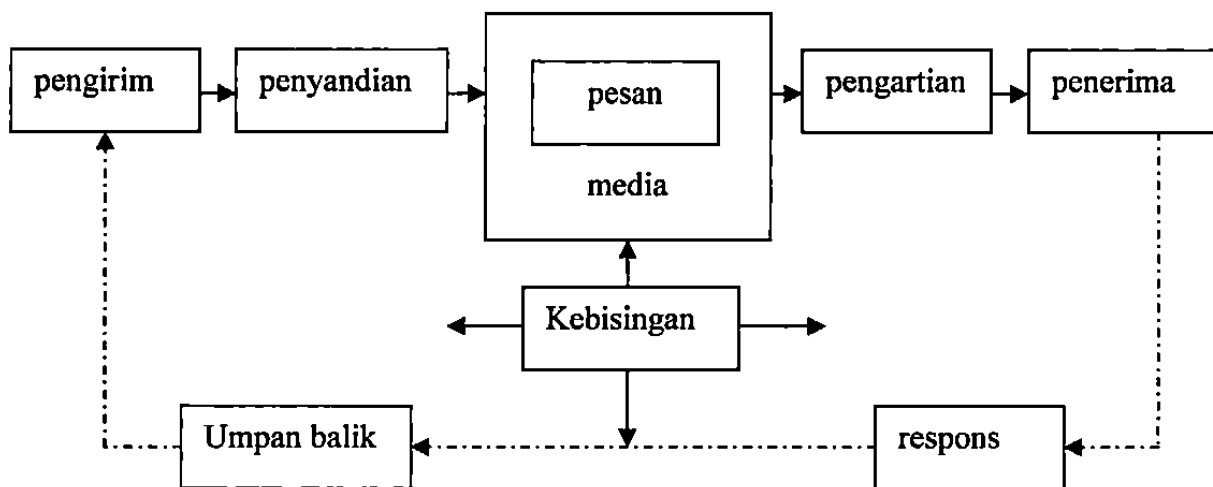 pengirim
penyandian
pesan
media
pengartian
penerima
Kebisingan
Umpan balik
respons